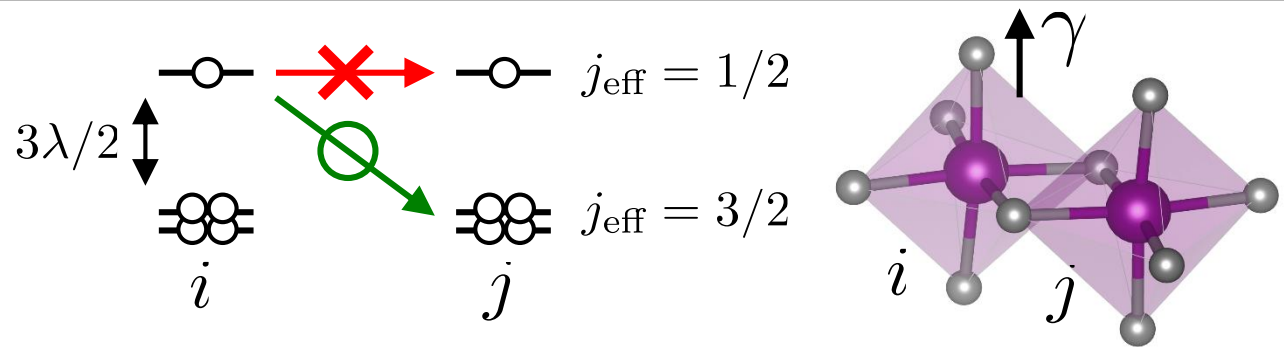 j_eff = 1/2
3λ/2
j_eff = 3/2
i
j
γ
i
j